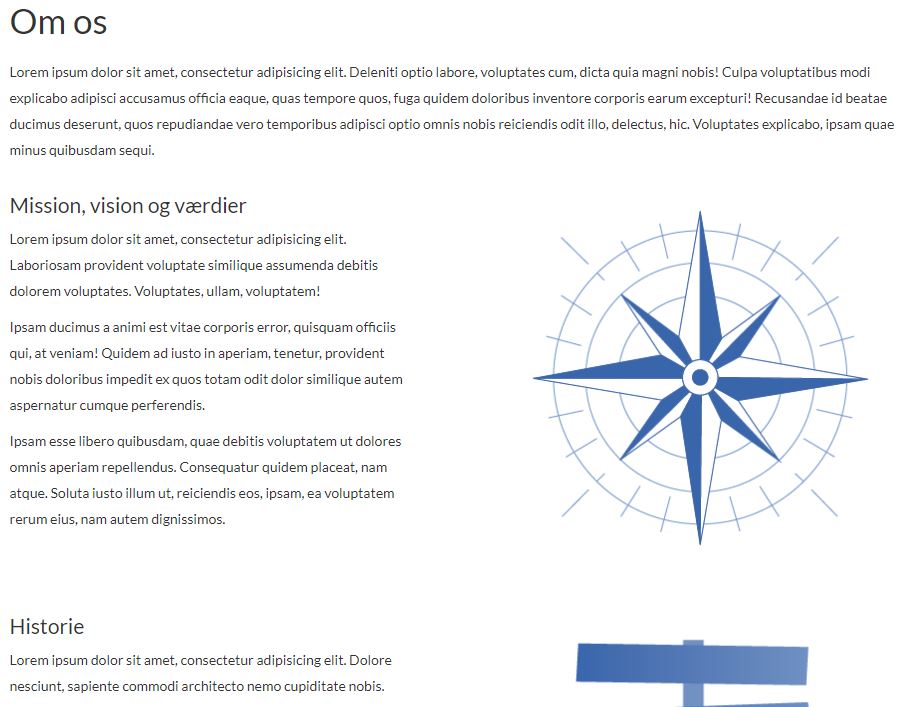 Om os
Lorem ipsum dolor sit amet, consectetur adipisicing elit. Deleniti optio labore, voluptates cum, dicta quia magni nobis! Culpa voluptatibus modi
explicabo adipisci accusamus officia eaque, quas tempore quos, fuga quidem doloribus inventore corporis earum excepturi! Recusandae id beatae
ducimus deserunt, quos repudiandae vero temporibus adipisci optio omnis nobis reiciendis odit illo, delectus, hic. Voluptates explicabo, ipsam quae
minus quibusdam sequi.
Mission, vision og værdier
Lorem ipsum dolor sit amet, consectetur adipisicing elit.
Laboriosam provident voluptate similique assumenda debitis
dolorem voluptates. Voluptates, ullam, voluptatem!
Ipsam ducimus a animi est vitae corporis error, quisquam officiis
qui, at veniam! Quidem ad iusto in aperiam, tenetur, provident
nobis doloribus impedit ex quos totam odit dolor similique autem
aspernatur cumque perferendis.
Ipsam esse libero quibusdam, quae debitis voluptatem ut dolores
omnis aperiam repellendus. Consequatur quidem placeat, nam
atque. Soluta iusto illum ut, reiciendis eos, ipsam, ea voluptatem
rerum eius, nam autem dignissimos.
Historie
Lorem ipsum dolor sit amet, consectetur adipisicing elit. Dolore
nesciunt, sapiente commodi architecto nemo cupiditate nobis.